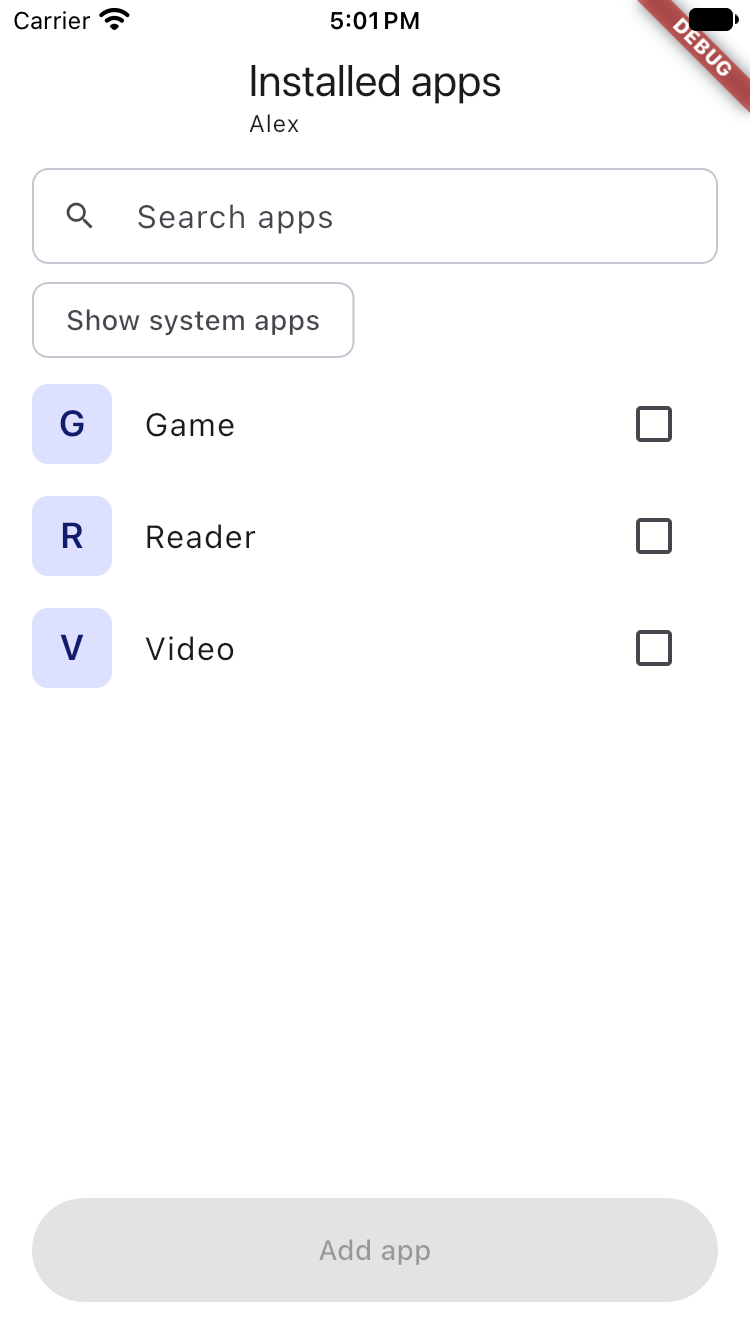 Carrier 5:01 PM
DEBUG
Installed apps
Alex
Search apps
Show system apps
G Game
R Reader
V Video
Add app